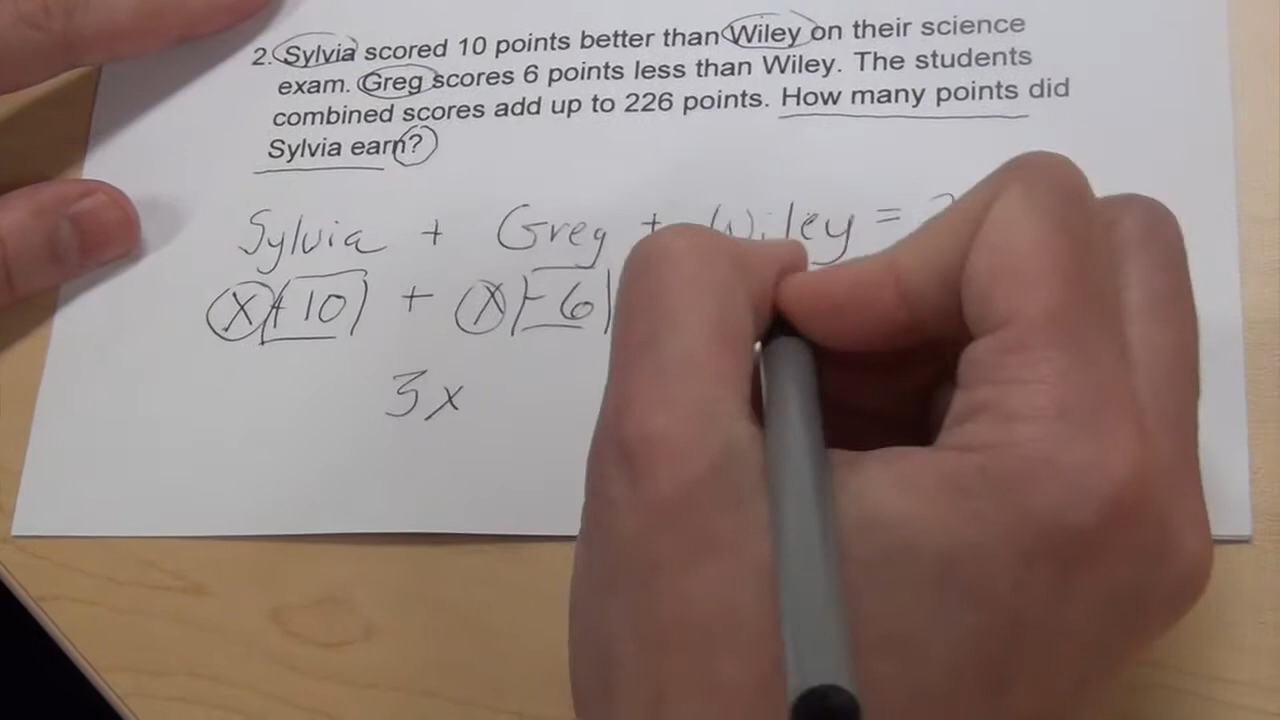 2. Sylvia scored 10 points better than Wiley on their science
exam. Greg scores 6 points less than Wiley. The students
combined scores add up to 226 points. How many points did
Sylvia earn?
Sylvia + Greg + Wiley =
(x+10) + (x-6)
3x